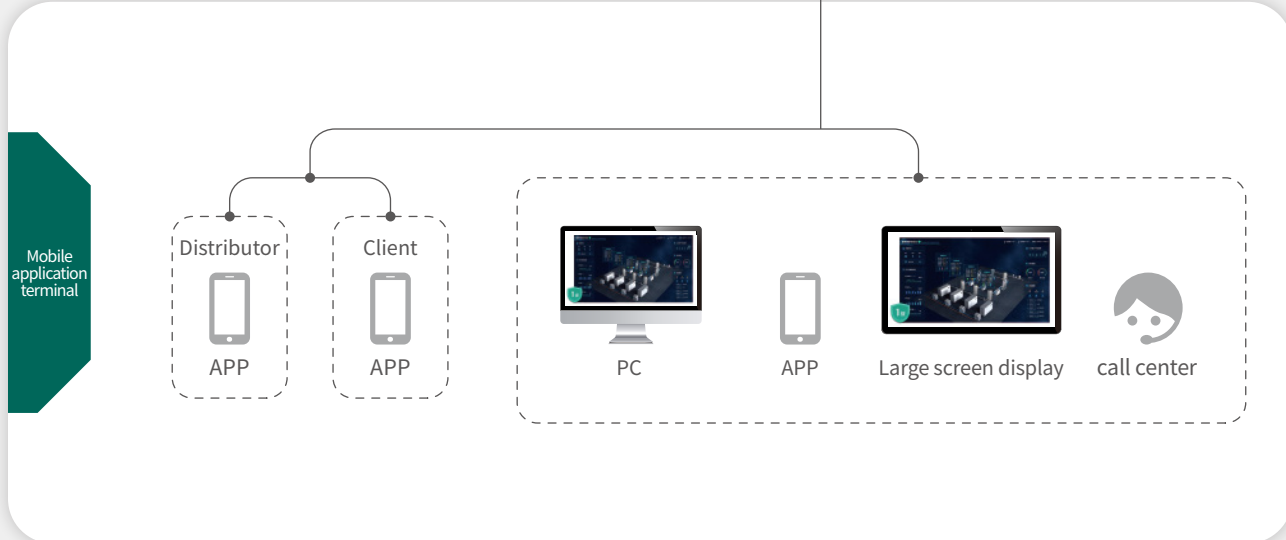 Mobile
application
terminal
Distributor
APP
Client
APP
PC
APP
Large screen display
call center